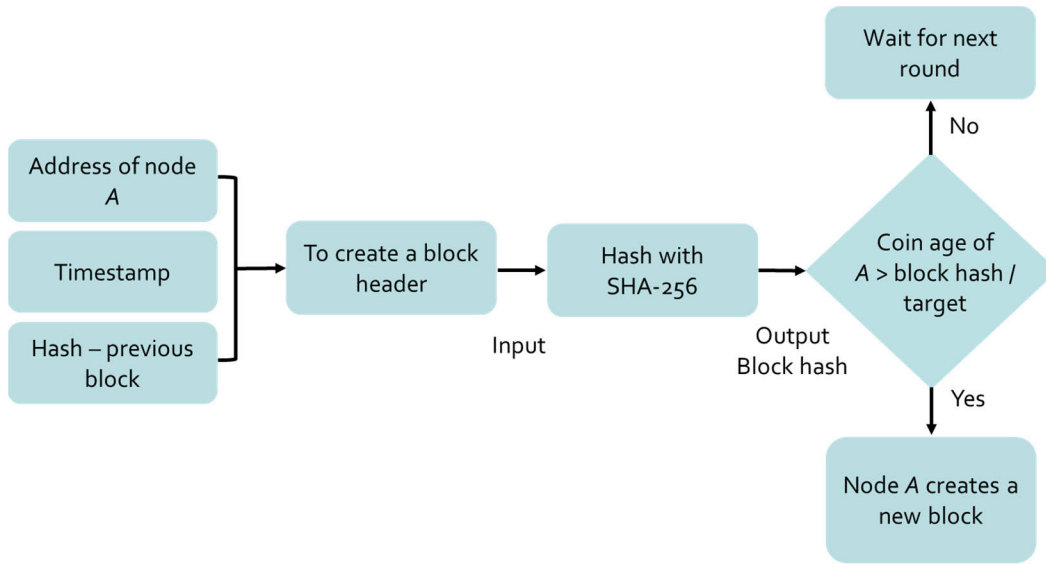 Wait for next
round
No
Address of node
A
Timestamp
Hash – previous
block
To create a block
header
Input
Hash with
SHA-256
Output
Block hash
Coin age of
A > block hash /
target
Yes
Node A creates a
new block